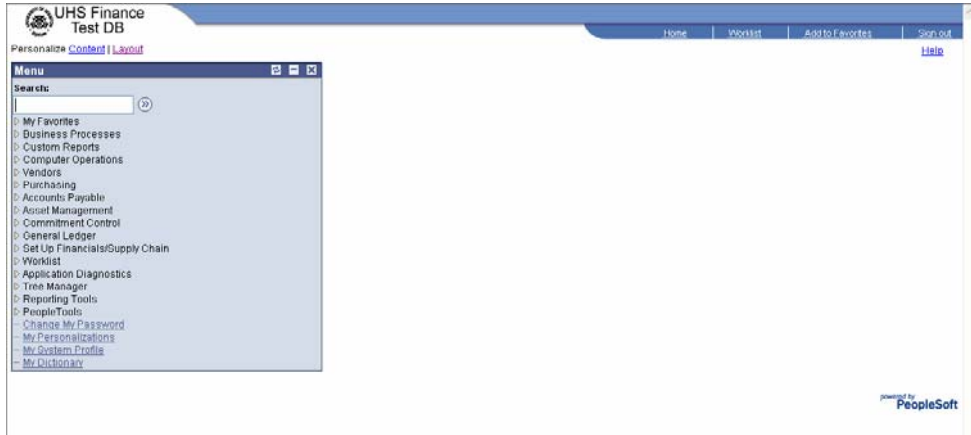 UHS Finance
Test DB
Home Worklist Add to Favorites Sign out
Personalize Content | Layout
Help
Menu
Search:
My Favorites
Business Processes
Custom Reports
Computer Operations
Vendors
Purchasing
Accounts Payable
Asset Management
Commitment Control
General Ledger
Set Up Financials/Supply Chain
Worklist
Application Diagnostics
Tree Manager
Reporting Tools
PeopleTools
Change My Password
My Personalizations
My System Profile
My Dictionary
powered by
PeopleSoft